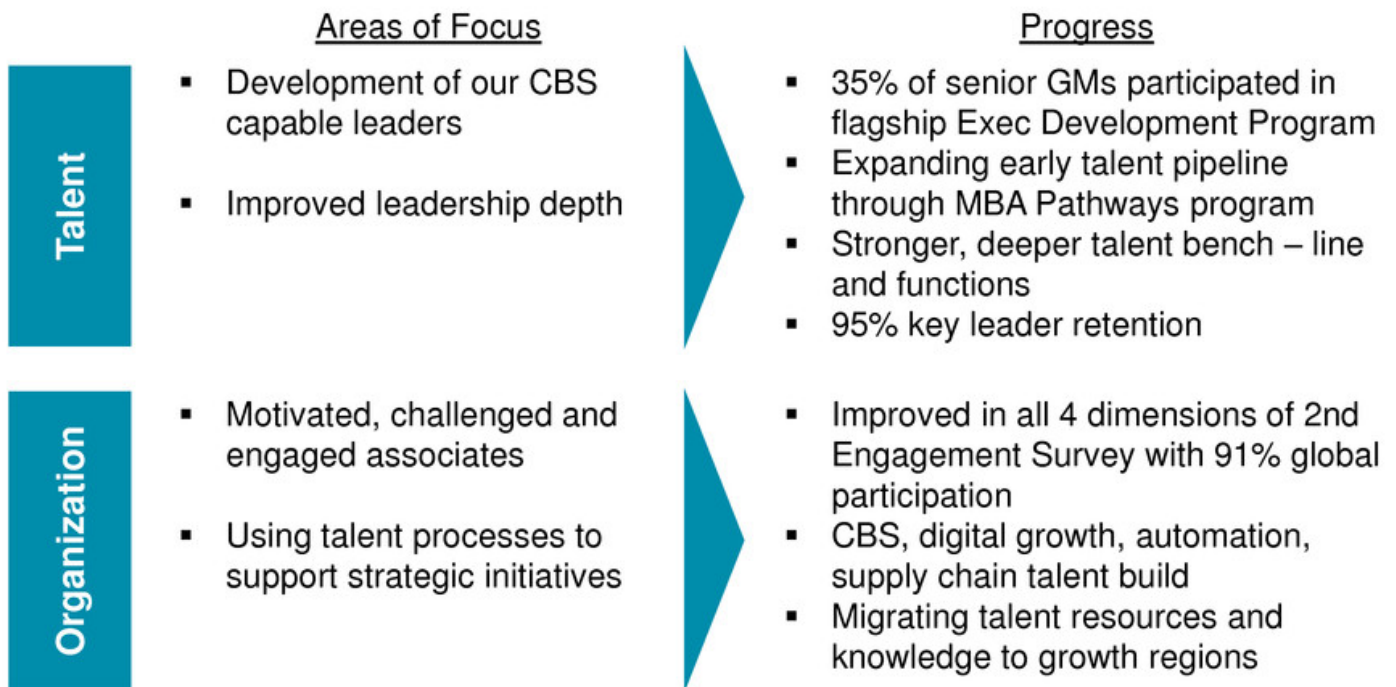 Areas of Focus
Progress
Talent
▪ Development of our CBS
capable leaders
▪ Improved leadership depth
▪ 35% of senior GMs participated in
flagship Exec Development Program
▪ Expanding early talent pipeline
through MBA Pathways program
▪ Stronger, deeper talent bench – line
and functions
▪ 95% key leader retention
Organization
▪ Motivated, challenged and
engaged associates
▪ Using talent processes to
support strategic initiatives
▪ Improved in all 4 dimensions of 2nd
Engagement Survey with 91% global
participation
▪ CBS, digital growth, automation,
supply chain talent build
▪ Migrating talent resources and
knowledge to growth regions